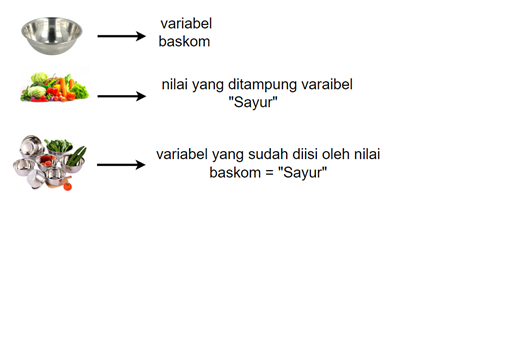 variabel
baskom
nilai yang ditampung varaibel
"Sayur"
variabel yang sudah diisi oleh nilai
baskom = "Sayur"